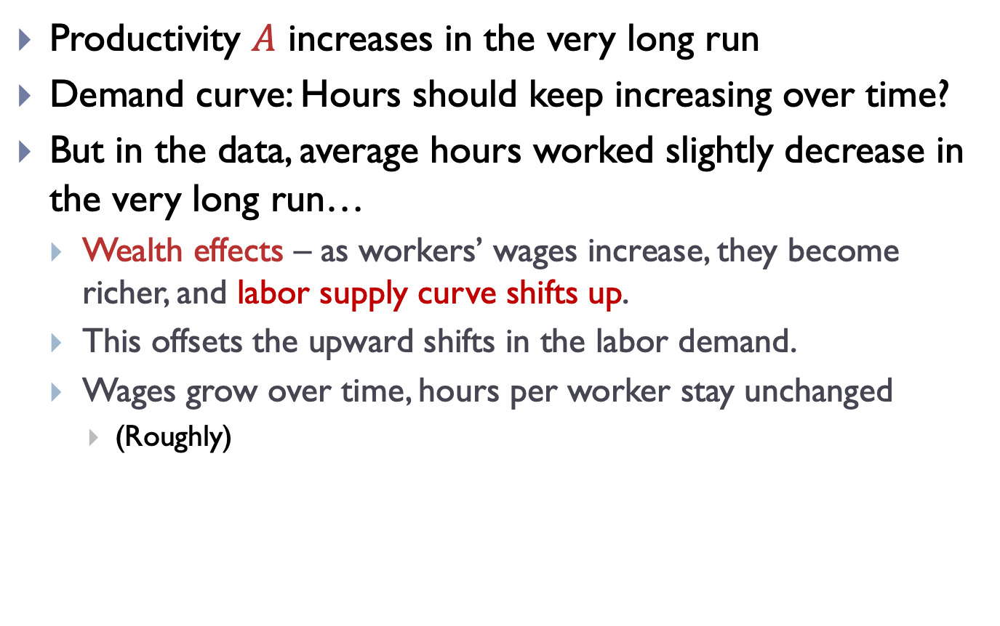 Productivity A increases in the very long run
Demand curve: Hours should keep increasing over time?
But in the data, average hours worked slightly decrease in
the very long run…
Wealth effects – as workers’ wages increase, they become
richer, and labor supply curve shifts up.
This offsets the upward shifts in the labor demand.
Wages grow over time, hours per worker stay unchanged
(Roughly)